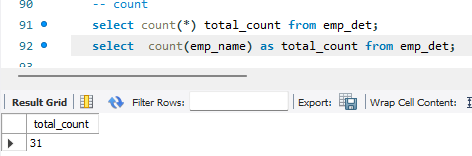 90
-- count
91 select count(*) total_count from emp_det;
92 select count(emp_name) as total_count from emp_det;
93
Result Grid Filter Rows: Export: Wrap Cell Content:
total_count
31